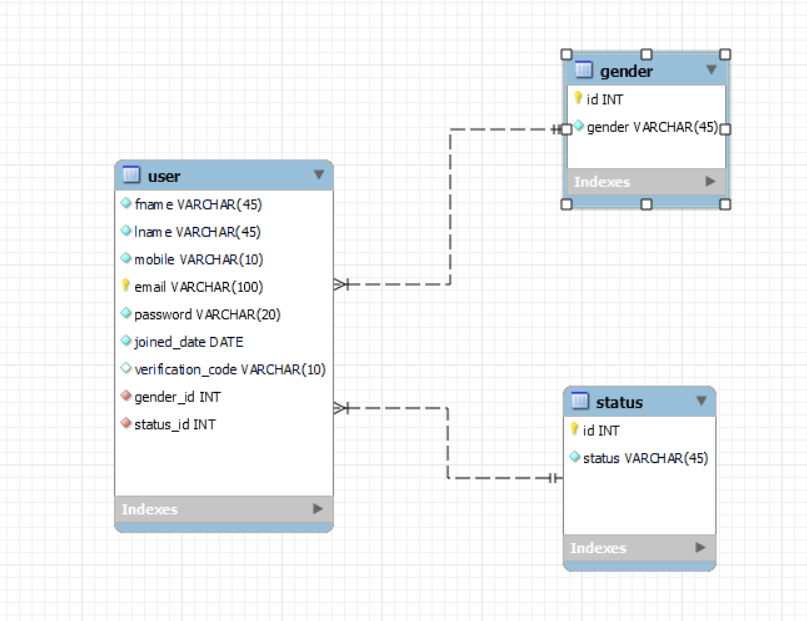 user
fname VARCHAR(45)
lname VARCHAR(45)
mobile VARCHAR(10)
email VARCHAR(100)
password VARCHAR(20)
joined_date DATE
verification_code VARCHAR(10)
gender_id INT
status_id INT
Indexes
gender
id INT
gender VARCHAR(45)
Indexes
status
id INT
status VARCHAR(45)
Indexes